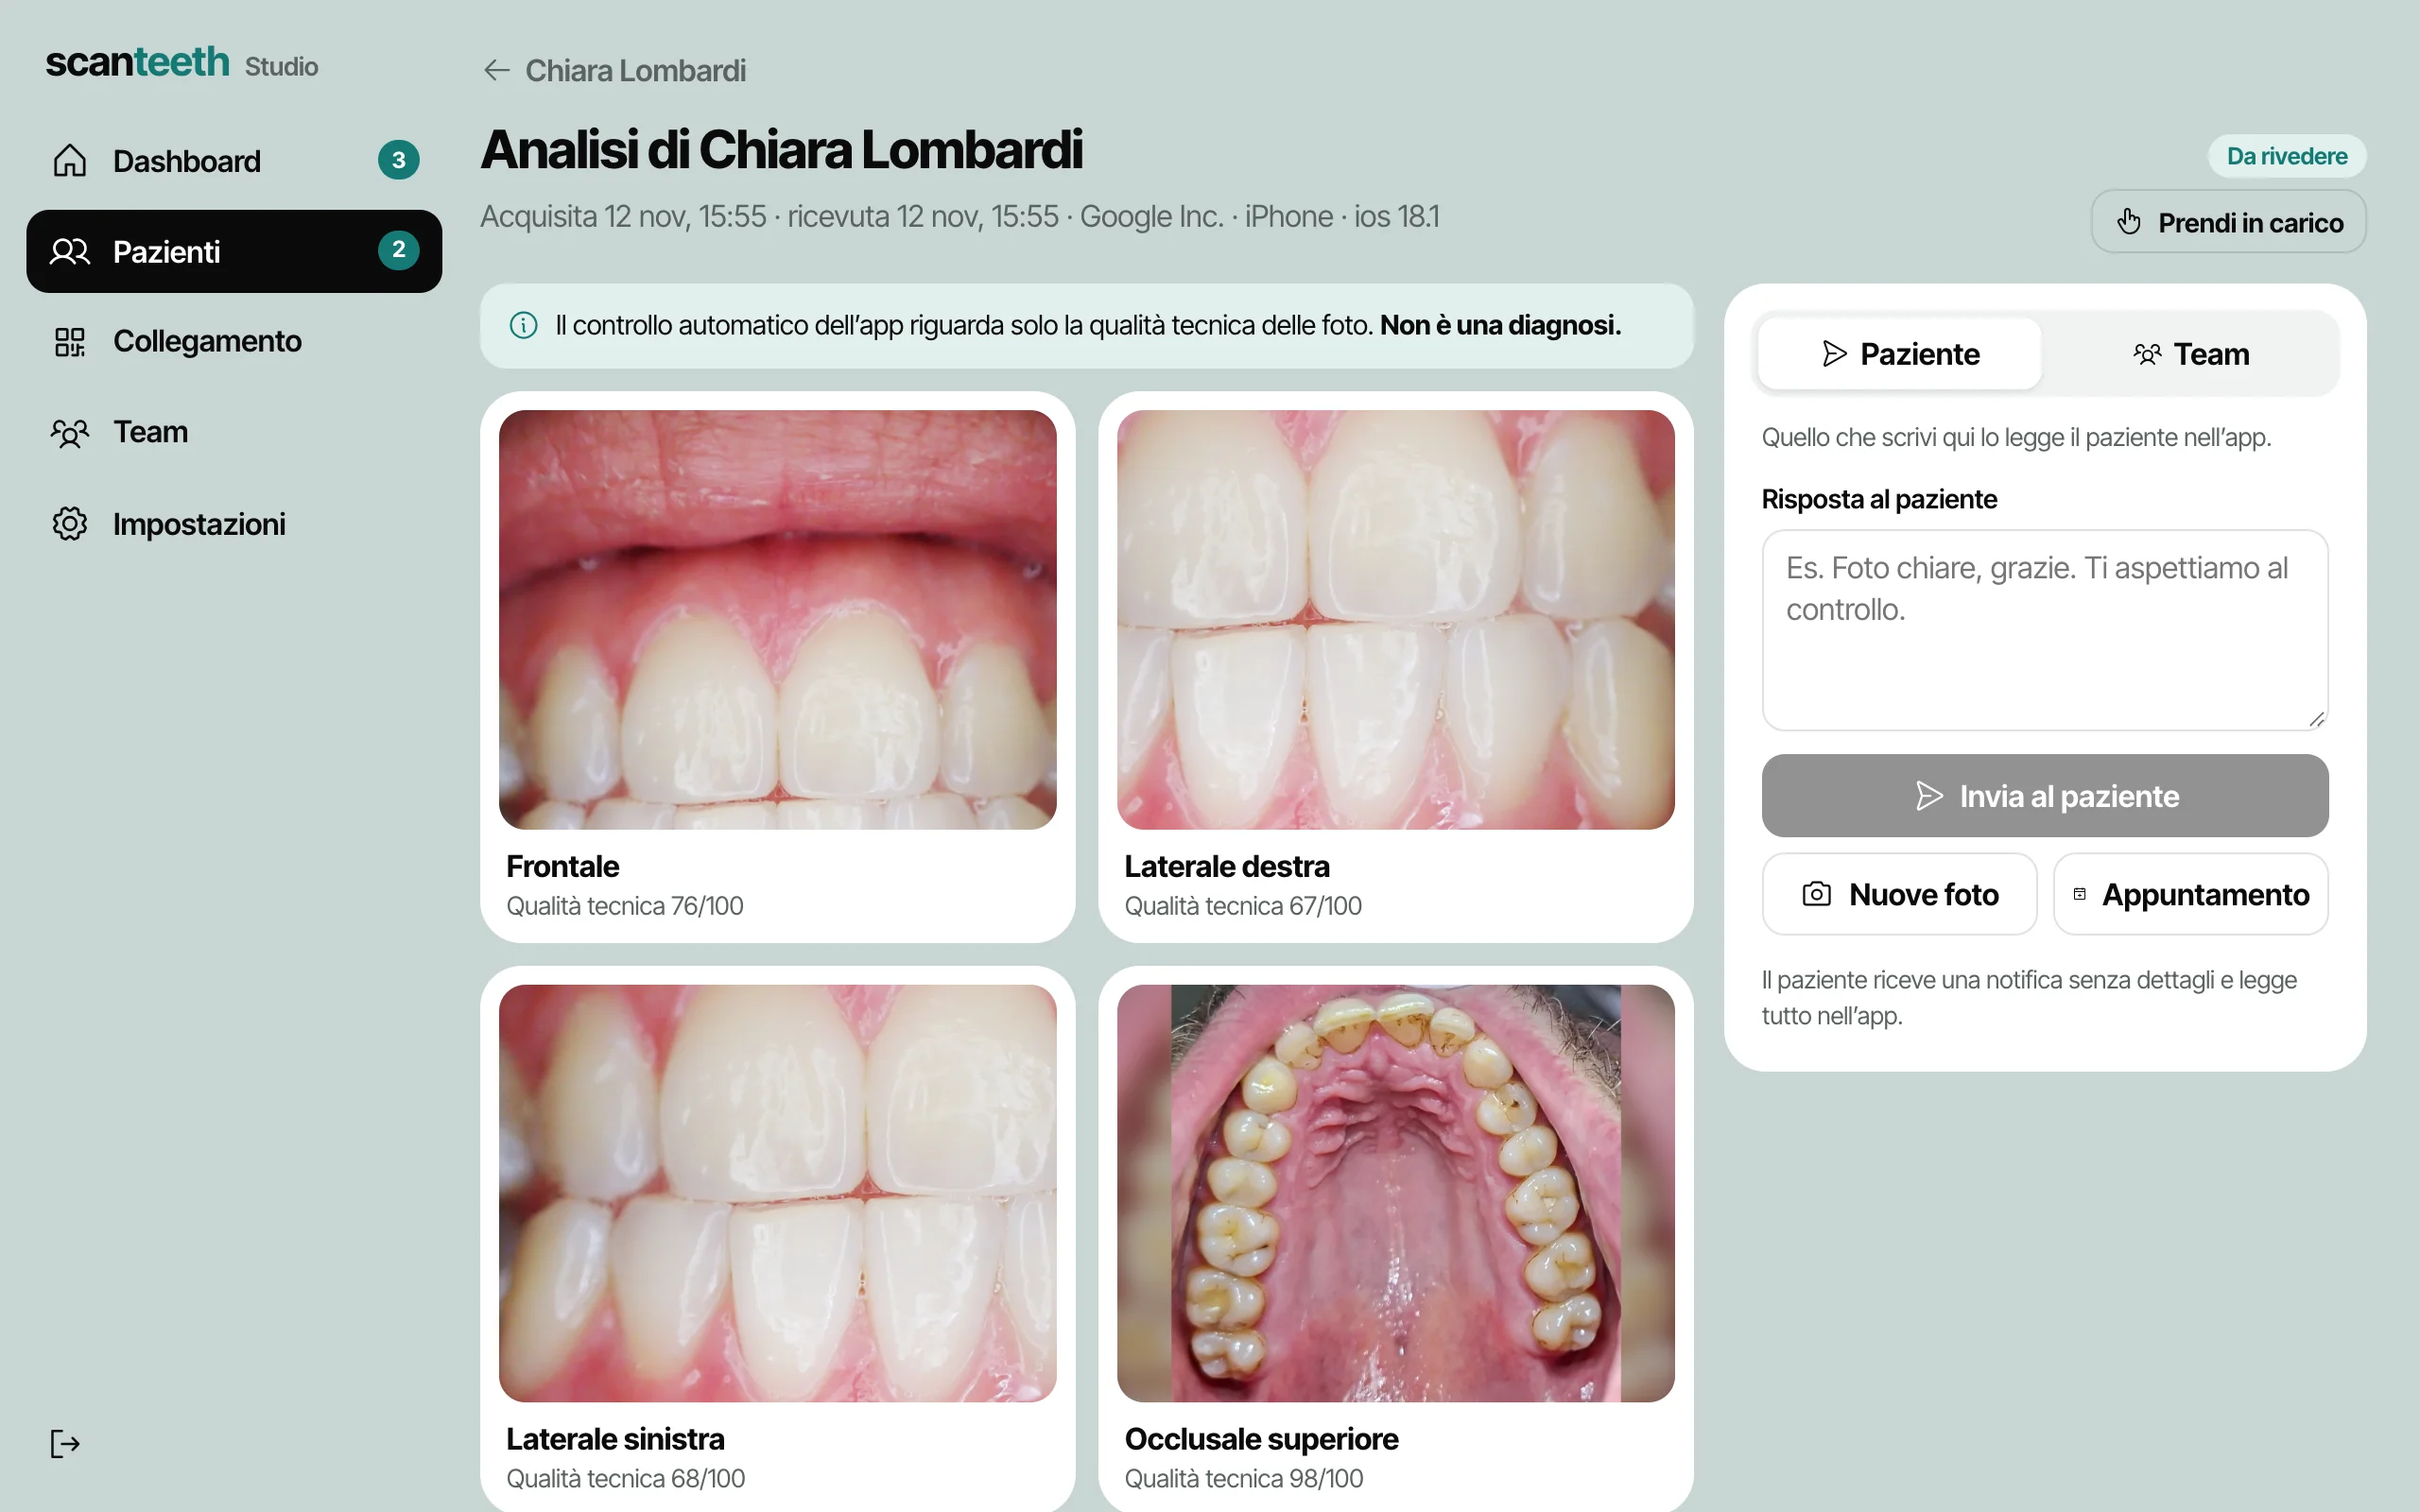 scanteeth Studio
Dashboard 3
Pazienti 2
Collegamento
Team
Impostazioni
Chiara Lombardi
Analisi di Chiara Lombardi
Acquisita 12 nov, 15:55 · ricevuta 12 nov, 15:55 · Google Inc. · iPhone · ios 18.1
Da rivedere
Prendi in carico
Il controllo automatico dell’app riguarda solo la qualità tecnica delle foto. Non è una diagnosi.
Frontale
Qualità tecnica 76/100
Laterale destra
Qualità tecnica 67/100
Laterale sinistra
Qualità tecnica 68/100
Occlusale superiore
Qualità tecnica 98/100
Paziente
Team
Quello che scrivi qui lo legge il paziente nell’app.
Risposta al paziente
Es. Foto chiare, grazie. Ti aspettiamo al
controllo.
Invia al paziente
Nuove foto
Appuntamento
Il paziente riceve una notifica senza dettagli e legge
tutto nell’app.